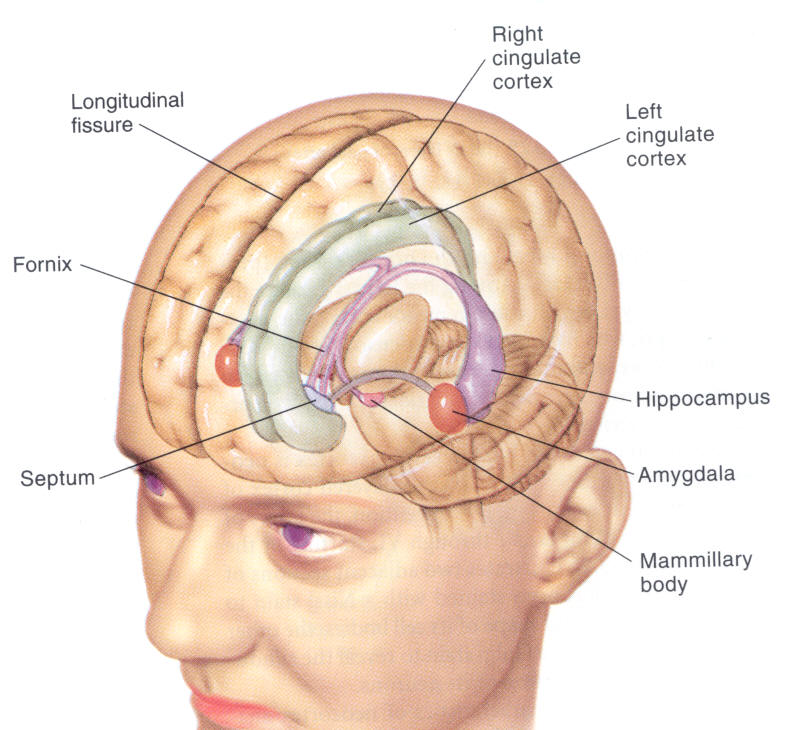 Right
cingulate
cortex
Longitudinal
fissure
Left
cingulate
cortex
Fornix
Hippocampus
Septum
Amygdala
Mammillary
body